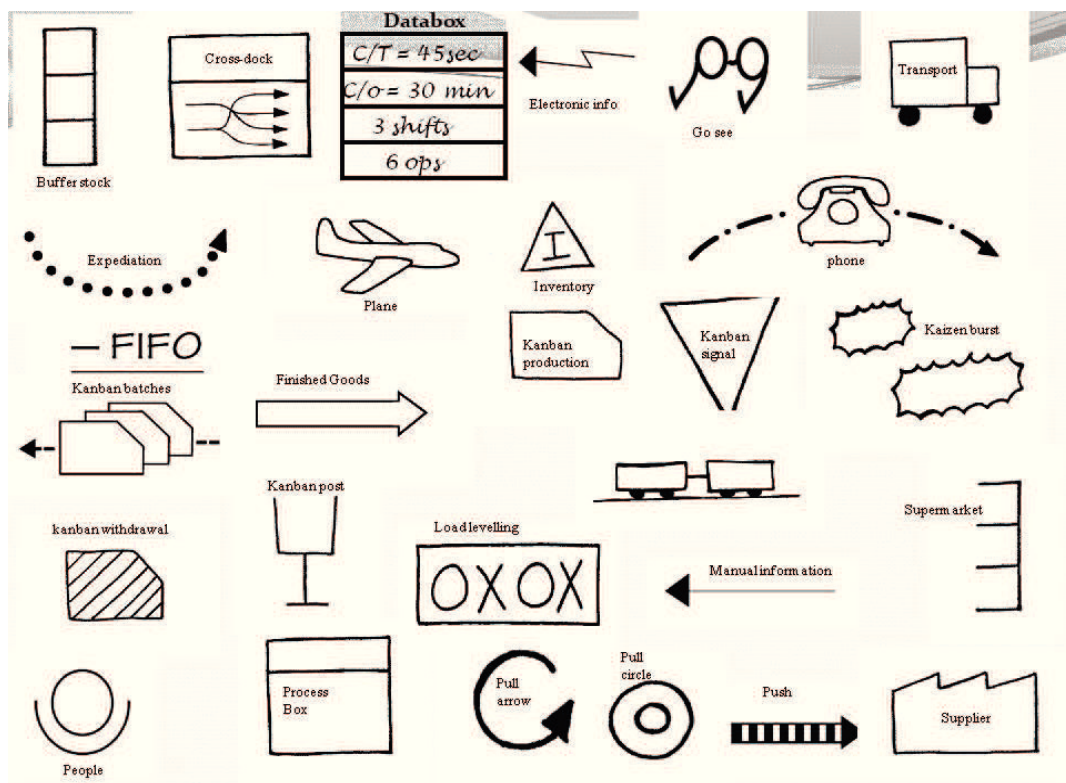 Databox
C/T = 45sec
C/o = 30 min
3 shifts
6 ops
Cross-dock
Electronic info
Go see
Transport
Buffer stock
Expediation
Plane
I
Inventory
phone
Kanban
production
Kanban
signal
Kaizen burst
– FIFO
Kanban batches
Finished Goods
Kanban post
Supermarket
kanban withdrawal
Load levelling
OXOX
Manual information
Process
Box
Pull
arrow
Pull
circle
Push
Supplier
People